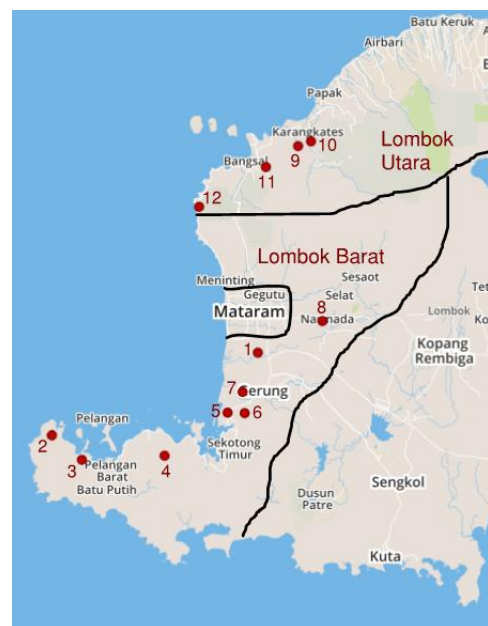 Batu Keruk
Airbari
Papak
Karangkates
10
9
Lombok
Utara
Bangsal
11
12
Lombok Barat
Meninting
Sesaot
Gegutu
Selat
Mataram
8
Narmada
Lombok
1
Kopang
Rembiga
7
Gerung
5
6
Pelangan
2
Sekotong
Timur
3
4
Pelangan
Barat
Batu Putih
Sengkol
Dusun
Patre
Kuta